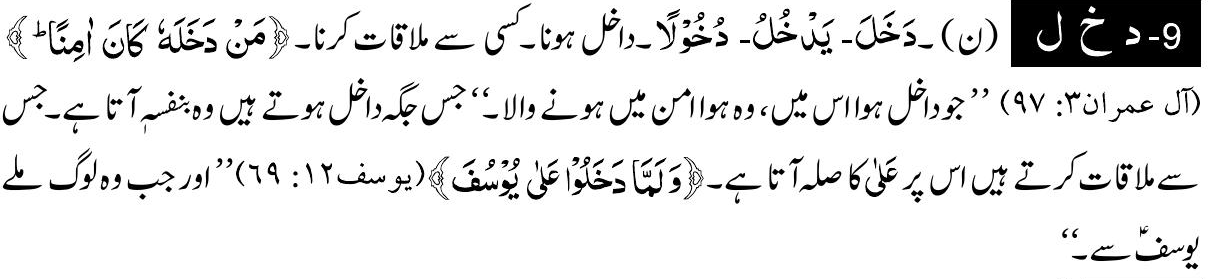 9- د خ ل (ن) ۔دَخَلَ۔ یَدْخُلُ۔ دُخُوْلًا۔داخل ہونا۔کسی سے ملاقات کرنا۔﴿مَنْ دَخَلَهٗ كَانَ اٰمِنًا ؕ﴾
(آل عمران۳: ۹۷) ’’جو داخل ہوا اس میں، وہ ہوا امن میں ہونے والا۔‘‘ جس جگہ داخل ہوتے ہیں وہ بنفسہٖ آتا ہے۔جس
سے ملاقات کرتے ہیں اس پر عَلٰی کا صلہ آتا ہے۔﴿وَلَمَّا دَخَلُوْا عَلٰى يُوْسُفَ﴾(یوسف۱۲: ۶۹)’’اور جب وہ لوگ ملے
یوسفؑ سے۔‘‘